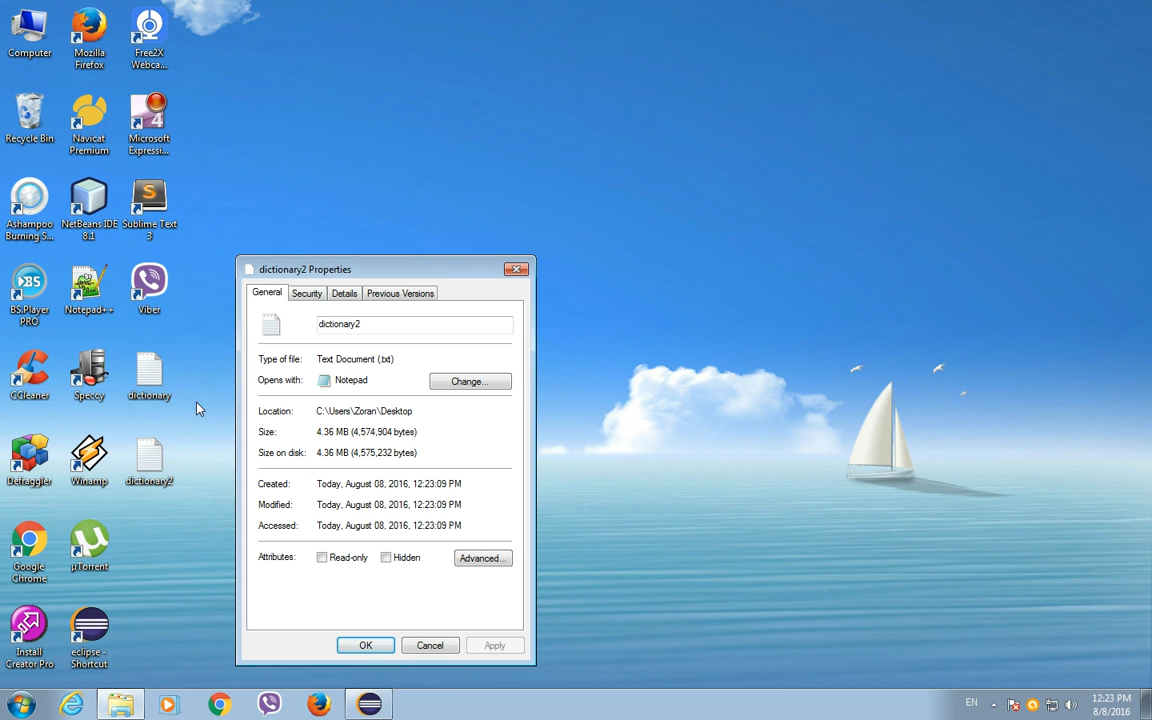 Computer
Mozilla
Firefox
Free2X
Webca...
Recycle Bin
Navicat
Premium
Microsoft
Expressi...
Ashampoo
Burning S...
NetBeans IDE
8.1
Sublime Text
3
BS.Player
PRO
Notepad++
Viber
CCleaner
Speccy
dictionary
Defraggler
Winamp
dictionary2
Google
Chrome
µTorrent
Install
Creator Pro
eclipse -
Shortcut
dictionary2 Properties
General Security Details Previous Versions
dictionary2
Type of file: Text Document (.txt)
Opens with: Notepad Change...
Location: C:\Users\Zoran\Desktop
Size: 4.36 MB (4,574,904 bytes)
Size on disk: 4.36 MB (4,575,232 bytes)
Created: Today, August 08, 2016, 12:23:09 PM
Modified: Today, August 08, 2016, 12:23:09 PM
Accessed: Today, August 08, 2016, 12:23:09 PM
Attributes: Read-only Hidden Advanced...
OK Cancel Apply
EN
12:23 PM
8/8/2016